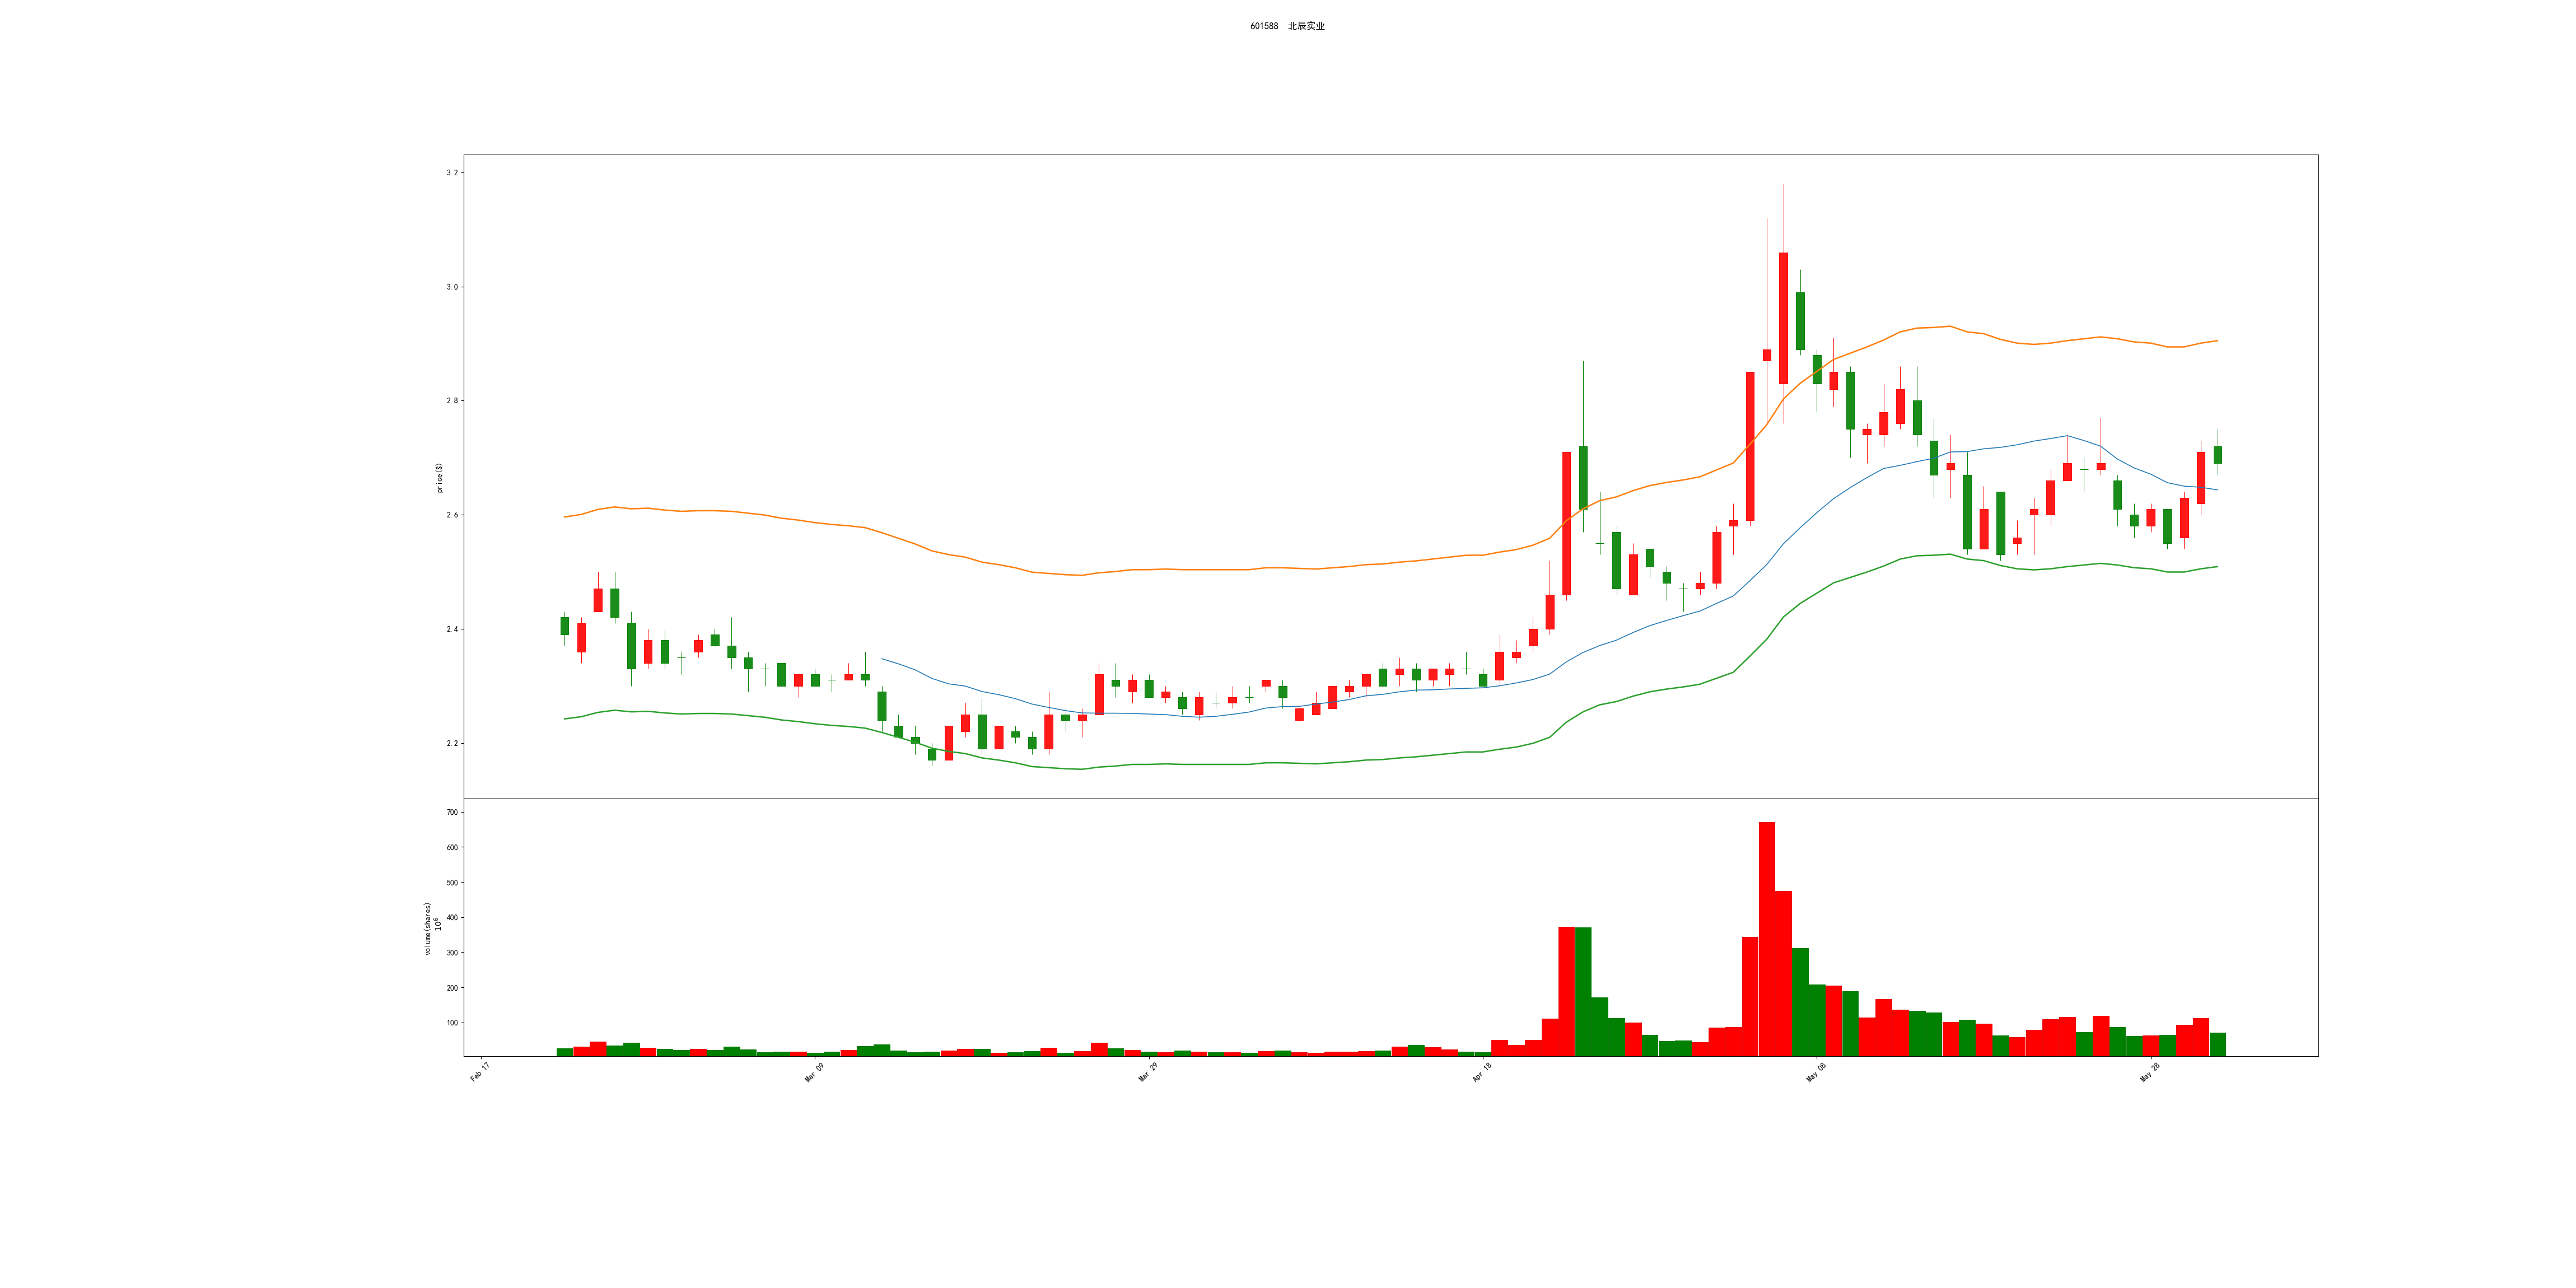 601588 北辰实业
3.2
3.0
2.8
2.6
2.4
2.2
price($)
700
600
500
400
300
200
100
volume(shares)
10^6
Feb 17
Mar 09
Mar 29
Apr 18
May 08
May 28